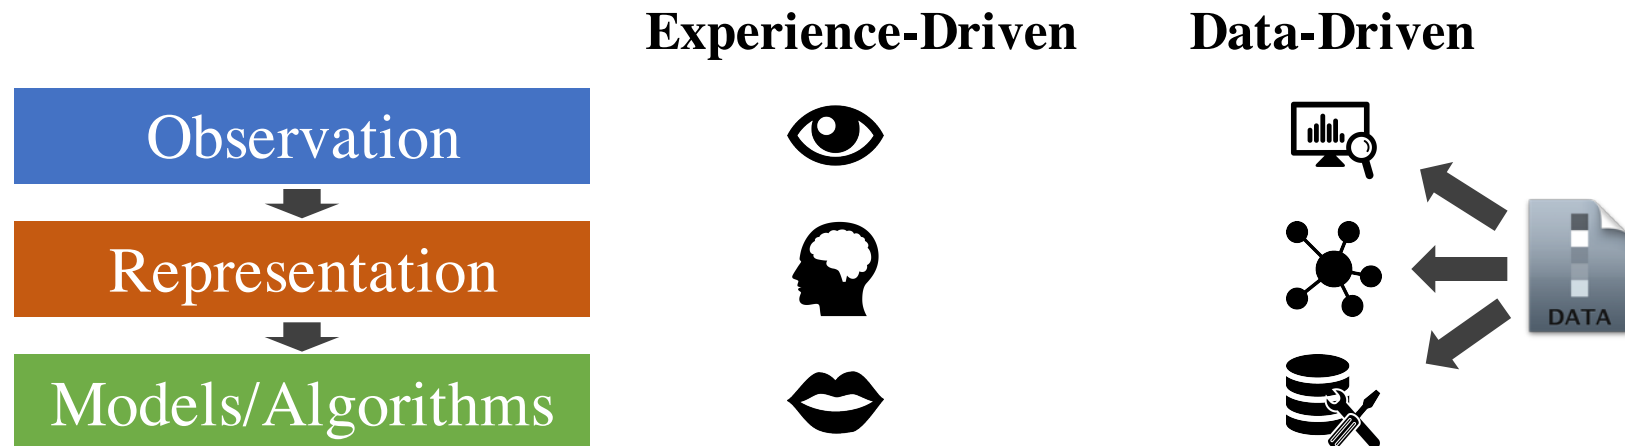 Experience-Driven
Data-Driven
Observation
Representation
DATA
Models/Algorithms